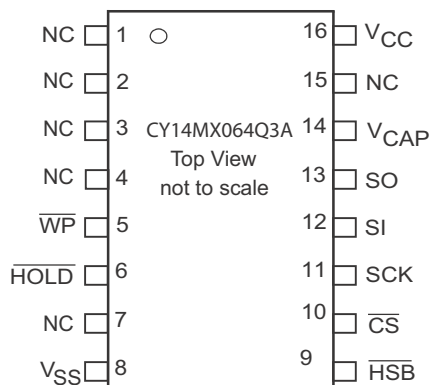 NC 1 16 VCC
NC 2 15 NC
NC 3 CY14MX064Q3A 14 VCAP
Top View
NC 4 not to scale 13 SO
WP 5 12 SI
HOLD 6 11 SCK
NC 7 10 CS
VSS 8 9 HSB